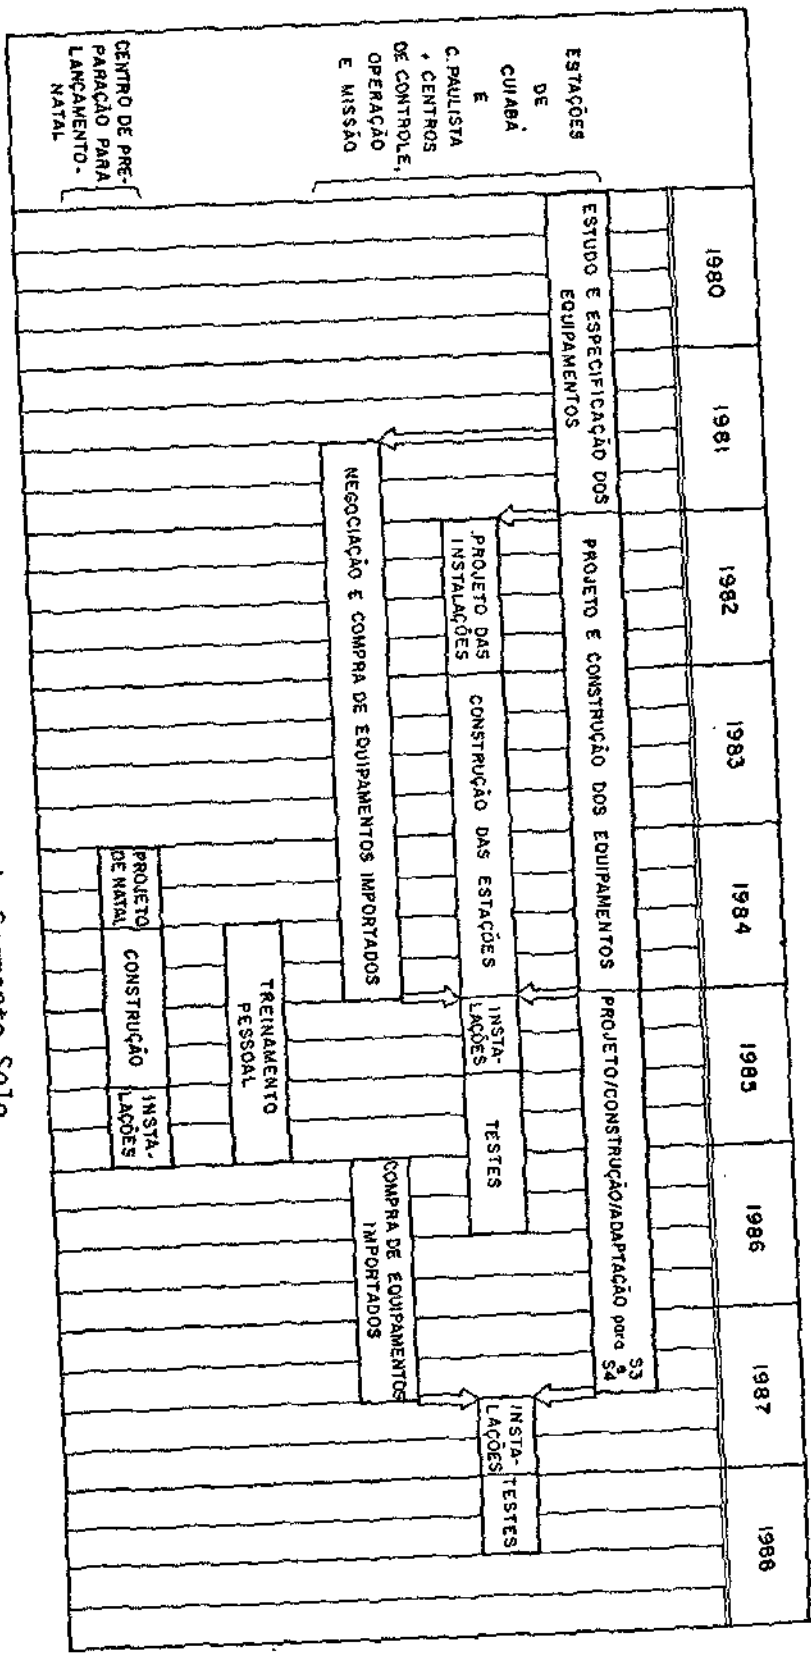 1980
1981
1982
1983
1984
1985
1986
1987
1988
ESTAÇÕES
DE
CUIABÁ
E
C. PAULISTA
+ CENTROS
DE CONTROLE,
OPERAÇÃO
E MISSÃO
ESTUDO E ESPECIFICAÇÃO DOS
EQUIPAMENTOS
PROJETO E CONSTRUÇÃO DOS EQUIPAMENTOS
PROJETO/CONSTRUÇÃO/ADAPTAÇÃO para S3
e
S4
.PROJETO DAS
INSTALAÇÕES
CONSTRUÇÃO DAS ESTAÇÕES
INSTA-
LAÇÕES
TESTES
INSTA-
LAÇÕES
TESTES
NEGOCIAÇÃO E COMPRA DE EQUIPAMENTOS IMPORTADOS
COMPRA DE EQUIPAMENTOS
IMPORTADOS
TREINAMENTO
PESSOAL
CENTRO DE PRE-
PARAÇÃO PARA
LANÇAMENTO-
NATAL
PROJETO
DE NATAL
CONSTRUÇÃO
INSTA-
LAÇÕES
Segmento Solo